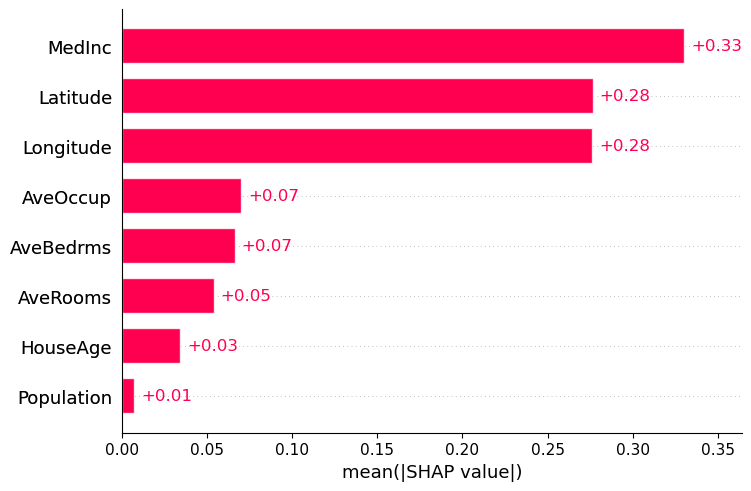 MedInc +0.33
Latitude +0.28
Longitude +0.28
AveOccup +0.07
AveBedrms +0.07
AveRooms +0.05
HouseAge +0.03
Population +0.01
0.00 0.05 0.10 0.15 0.20 0.25 0.30 0.35
mean(|SHAP value|)